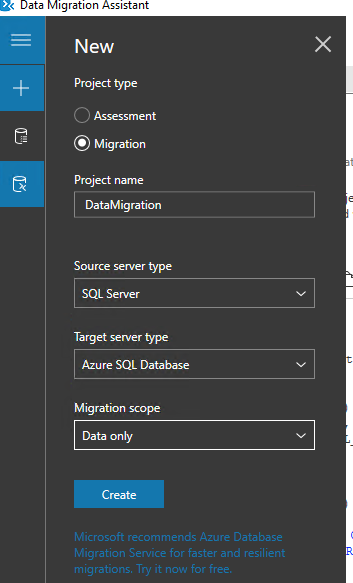 Data Migration Assistant
New
Project type
Assessment
Migration
Project name
DataMigration
Source server type
SQL Server
Target server type
Azure SQL Database
Migration scope
Data only
Create
Microsoft recommends Azure Database
Migration Service for faster and resilient
migrations. Try it now for free.